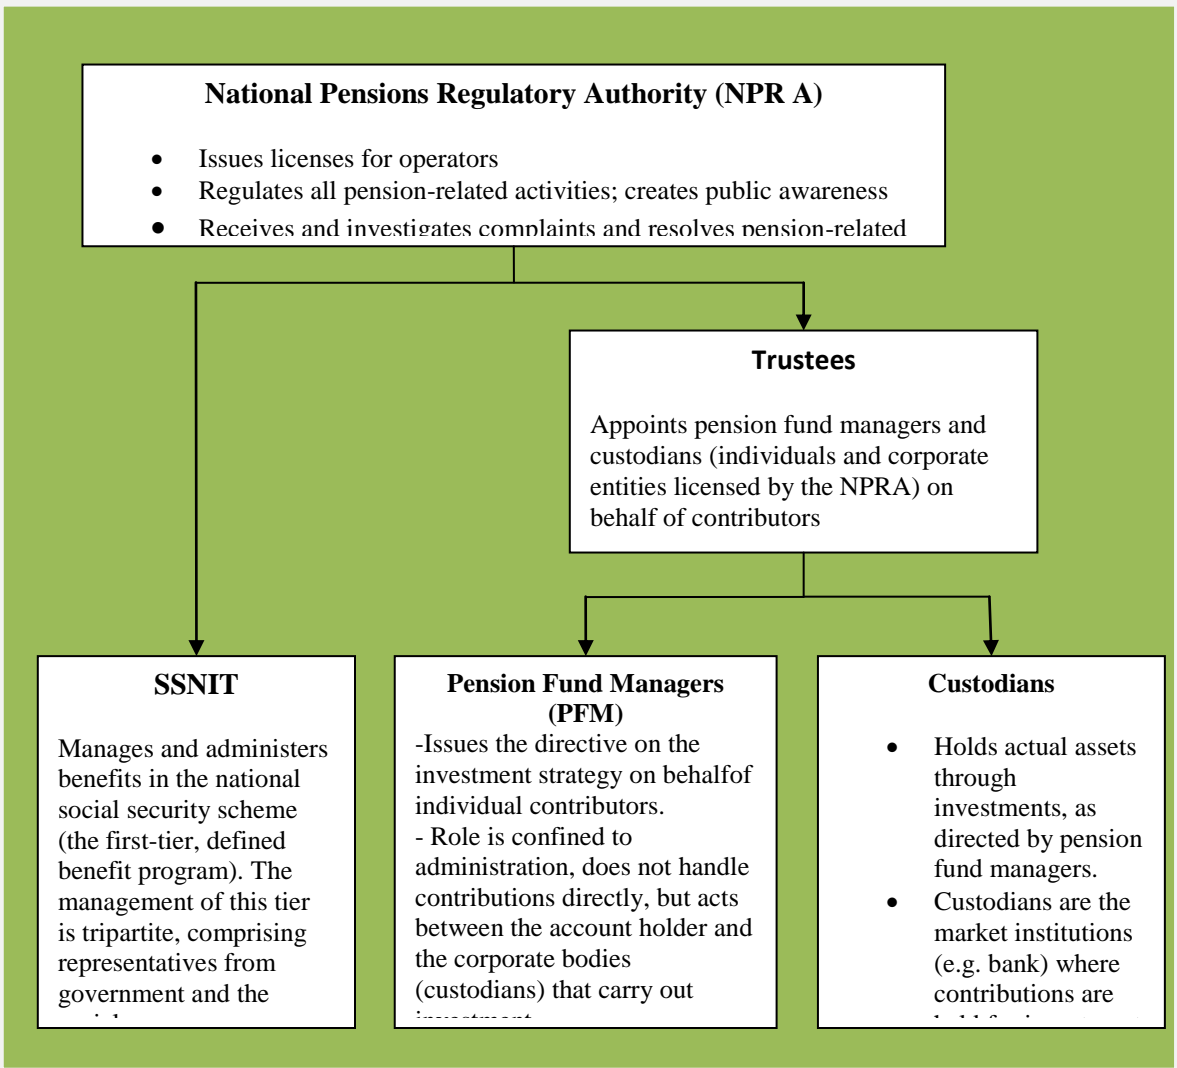 National Pensions Regulatory Authority (NPR A)
• Issues licenses for operators
• Regulates all pension-related activities; creates public awareness
• Receives and investigates complaints and resolves pension-related
Trustees
Appoints pension fund managers and
custodians (individuals and corporate
entities licensed by the NPRA) on
behalf of contributors
SSNIT
Manages and administers
benefits in the national
social security scheme
(the first-tier, defined
benefit program). The
management of this tier
is tripartite, comprising
representatives from
government and the
Pension Fund Managers
(PFM)
-Issues the directive on the
investment strategy on behalfof
individual contributors.
- Role is confined to
administration, does not handle
contributions directly, but acts
between the account holder and
the corporate bodies
(custodians) that carry out
investment
Custodians
• Holds actual assets
through
investments, as
directed by pension
fund managers.
• Custodians are the
market institutions
(e.g. bank) where
contributions are